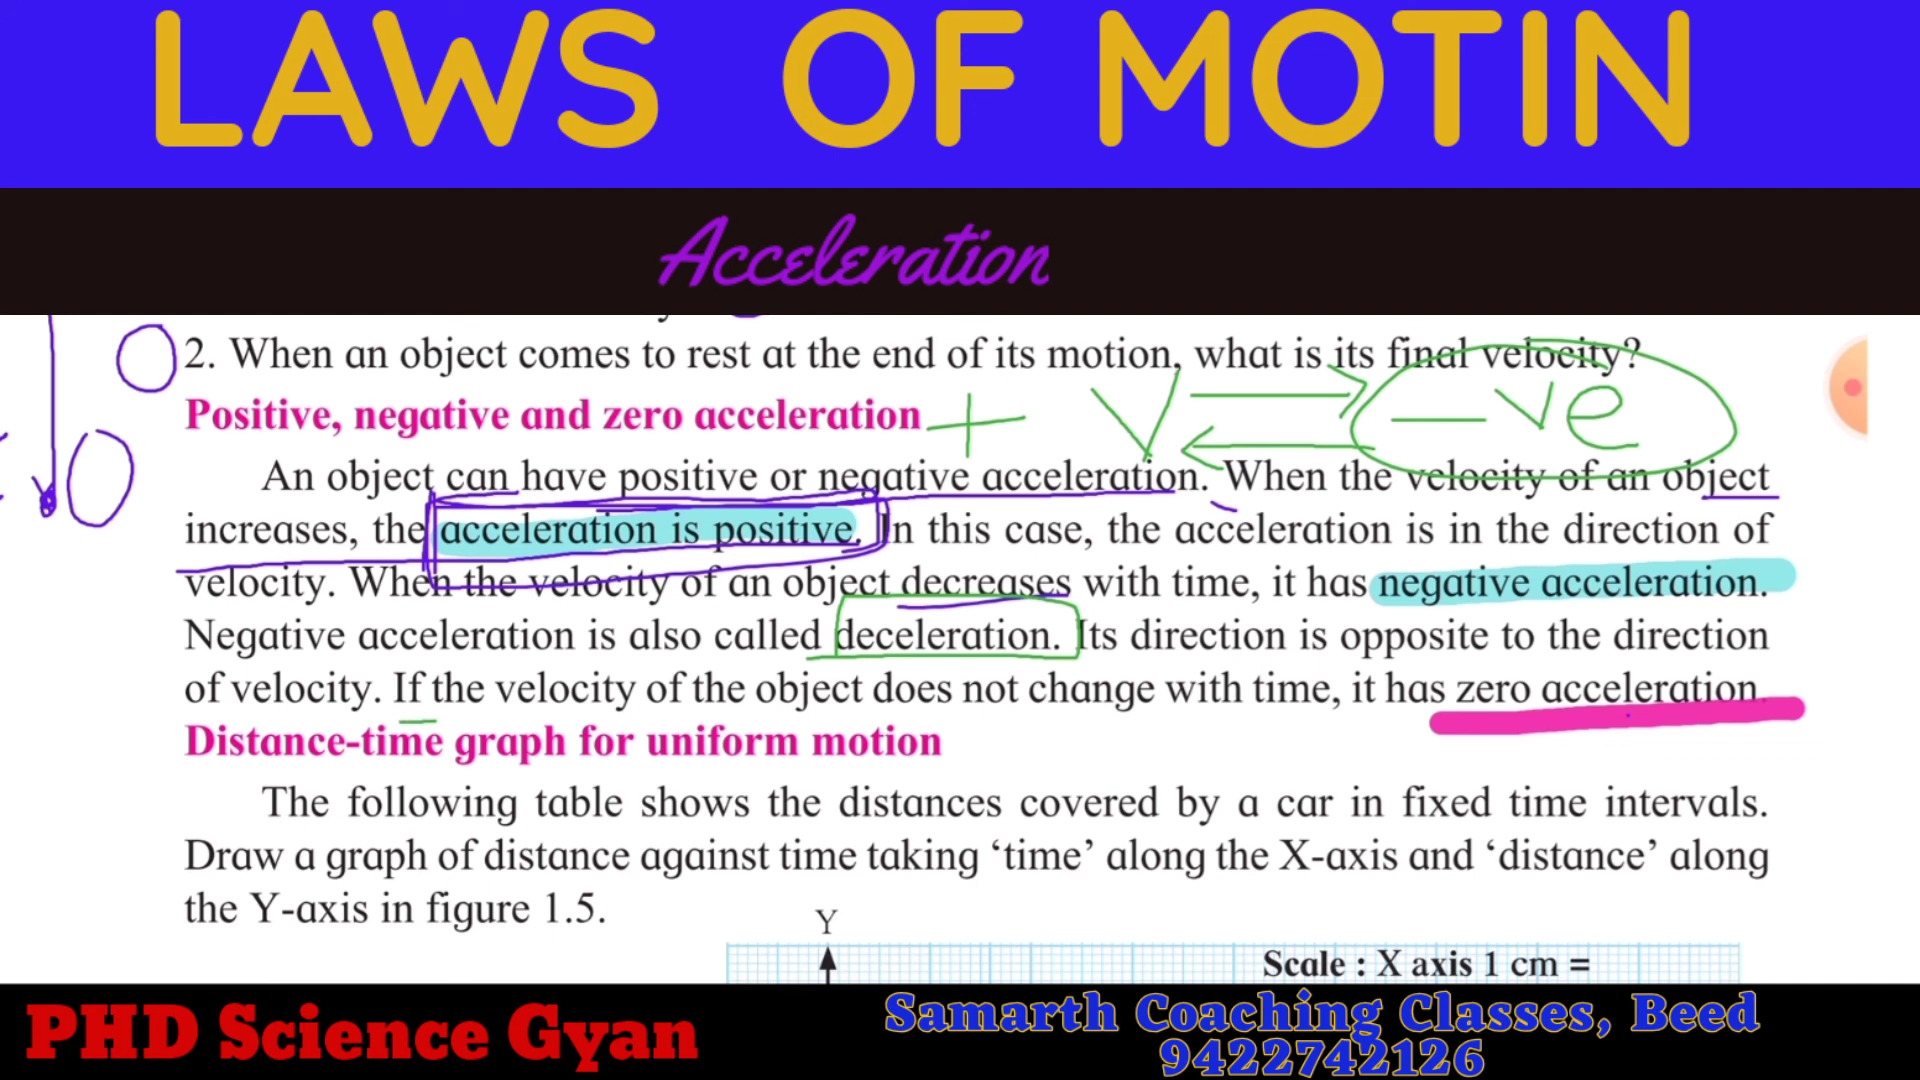 LAWS OF MOTIN
Acceleration
2. When an object comes to rest at the end of its motion, what is its final velocity?
Positive, negative and zero acceleration + V -ve
An object can have positive or negative acceleration. When the velocity of an object
increases, the acceleration is positive. In this case, the acceleration is in the direction of
velocity. When the velocity of an object decreases with time, it has negative acceleration.
Negative acceleration is also called deceleration. Its direction is opposite to the direction
of velocity. If the velocity of the object does not change with time, it has zero acceleration.
Distance-time graph for uniform motion
The following table shows the distances covered by a car in fixed time intervals.
Draw a graph of distance against time taking ‘time’ along the X-axis and ‘distance’ along
the Y-axis in figure 1.5.
Y
Scale : X axis 1 cm =
PHD Science Gyan
Samarth Coaching Classes, Beed
9422742126